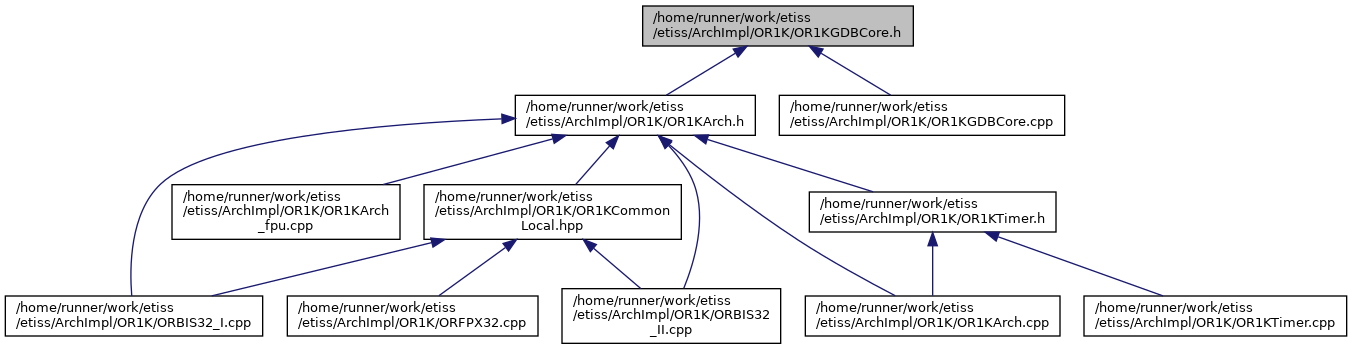 /home/runner/work/etiss
/etiss/ArchImpl/OR1K/OR1KGDBCore.h
/home/runner/work/etiss
/etiss/ArchImpl/OR1K/OR1KArch.h
/home/runner/work/etiss
/etiss/ArchImpl/OR1K/OR1KGDBCore.cpp
/home/runner/work/etiss
/etiss/ArchImpl/OR1K/OR1KArch
_fpu.cpp
/home/runner/work/etiss
/etiss/ArchImpl/OR1K/OR1KCommon
Local.hpp
/home/runner/work/etiss
/etiss/ArchImpl/OR1K/OR1KTimer.h
/home/runner/work/etiss
/etiss/ArchImpl/OR1K/ORBIS32_I.cpp
/home/runner/work/etiss
/etiss/ArchImpl/OR1K/ORFPX32.cpp
/home/runner/work/etiss
/etiss/ArchImpl/OR1K/ORBIS32
_II.cpp
/home/runner/work/etiss
/etiss/ArchImpl/OR1K/OR1KArch.cpp
/home/runner/work/etiss
/etiss/ArchImpl/OR1K/OR1KTimer.cpp